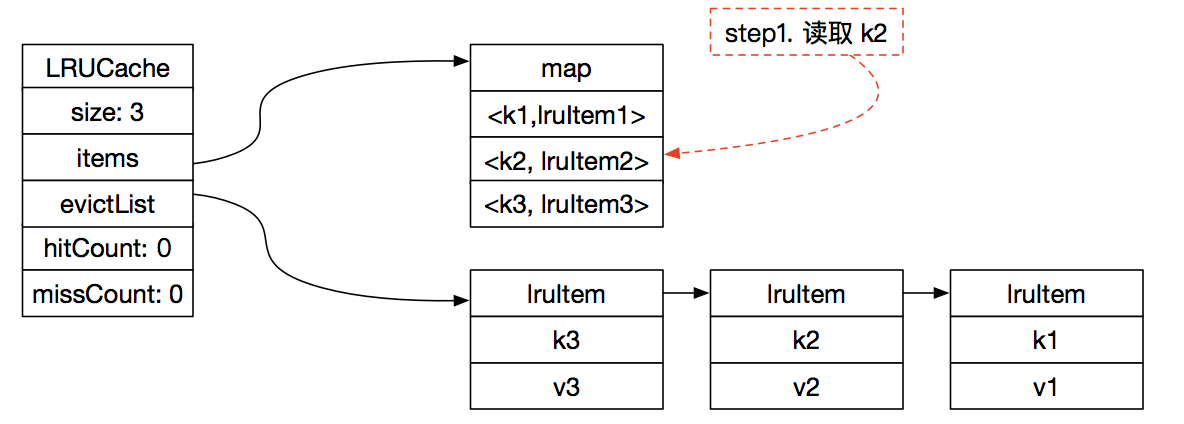 step1. 读取 k2
LRUCache
size: 3
items
evictList
hitCount: 0
missCount: 0
map
<k1,lruItem1>
<k2, lruItem2>
<k3, lruItem3>
lruItem
k3
v3
lruItem
k2
v2
lruItem
k1
v1